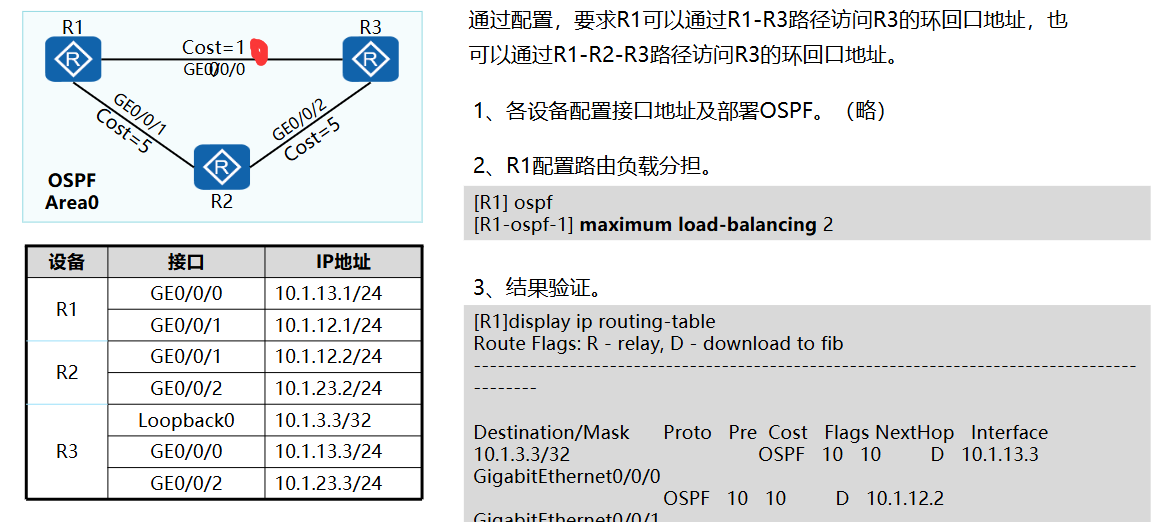 R1
R3
Cost=1
GE0/0/0
GE0/0/1
Cost=5
GE0/0/2
Cost=5
OSPF
Area0
R2
设备 接口 IP地址
R1 GE0/0/0 10.1.13.1/24
GE0/0/1 10.1.12.1/24
R2 GE0/0/1 10.1.12.2/24
GE0/0/2 10.1.23.2/24
R3 Loopback0 10.1.3.3/32
GE0/0/0 10.1.13.3/24
GE0/0/2 10.1.23.3/24
通过配置，要求R1可以通过R1-R3路径访问R3的环回口地址，也
可以通过R1-R2-R3路径访问R3的环回口地址。
1、各设备配置接口地址及部署OSPF。（略）
2、R1配置路由负载分担。
[R1] ospf
[R1-ospf-1] maximum load-balancing 2
3、结果验证。
[R1]display ip routing-table
Route Flags: R - relay, D - download to fib
--------------------------------------------------------------------------------
--------
Destination/Mask Proto Pre Cost Flags NextHop Interface
10.1.3.3/32 OSPF 10 10 D 10.1.13.3
GigabitEthernet0/0/0
OSPF 10 10 D 10.1.12.2
GigabitEthernet0/0/1